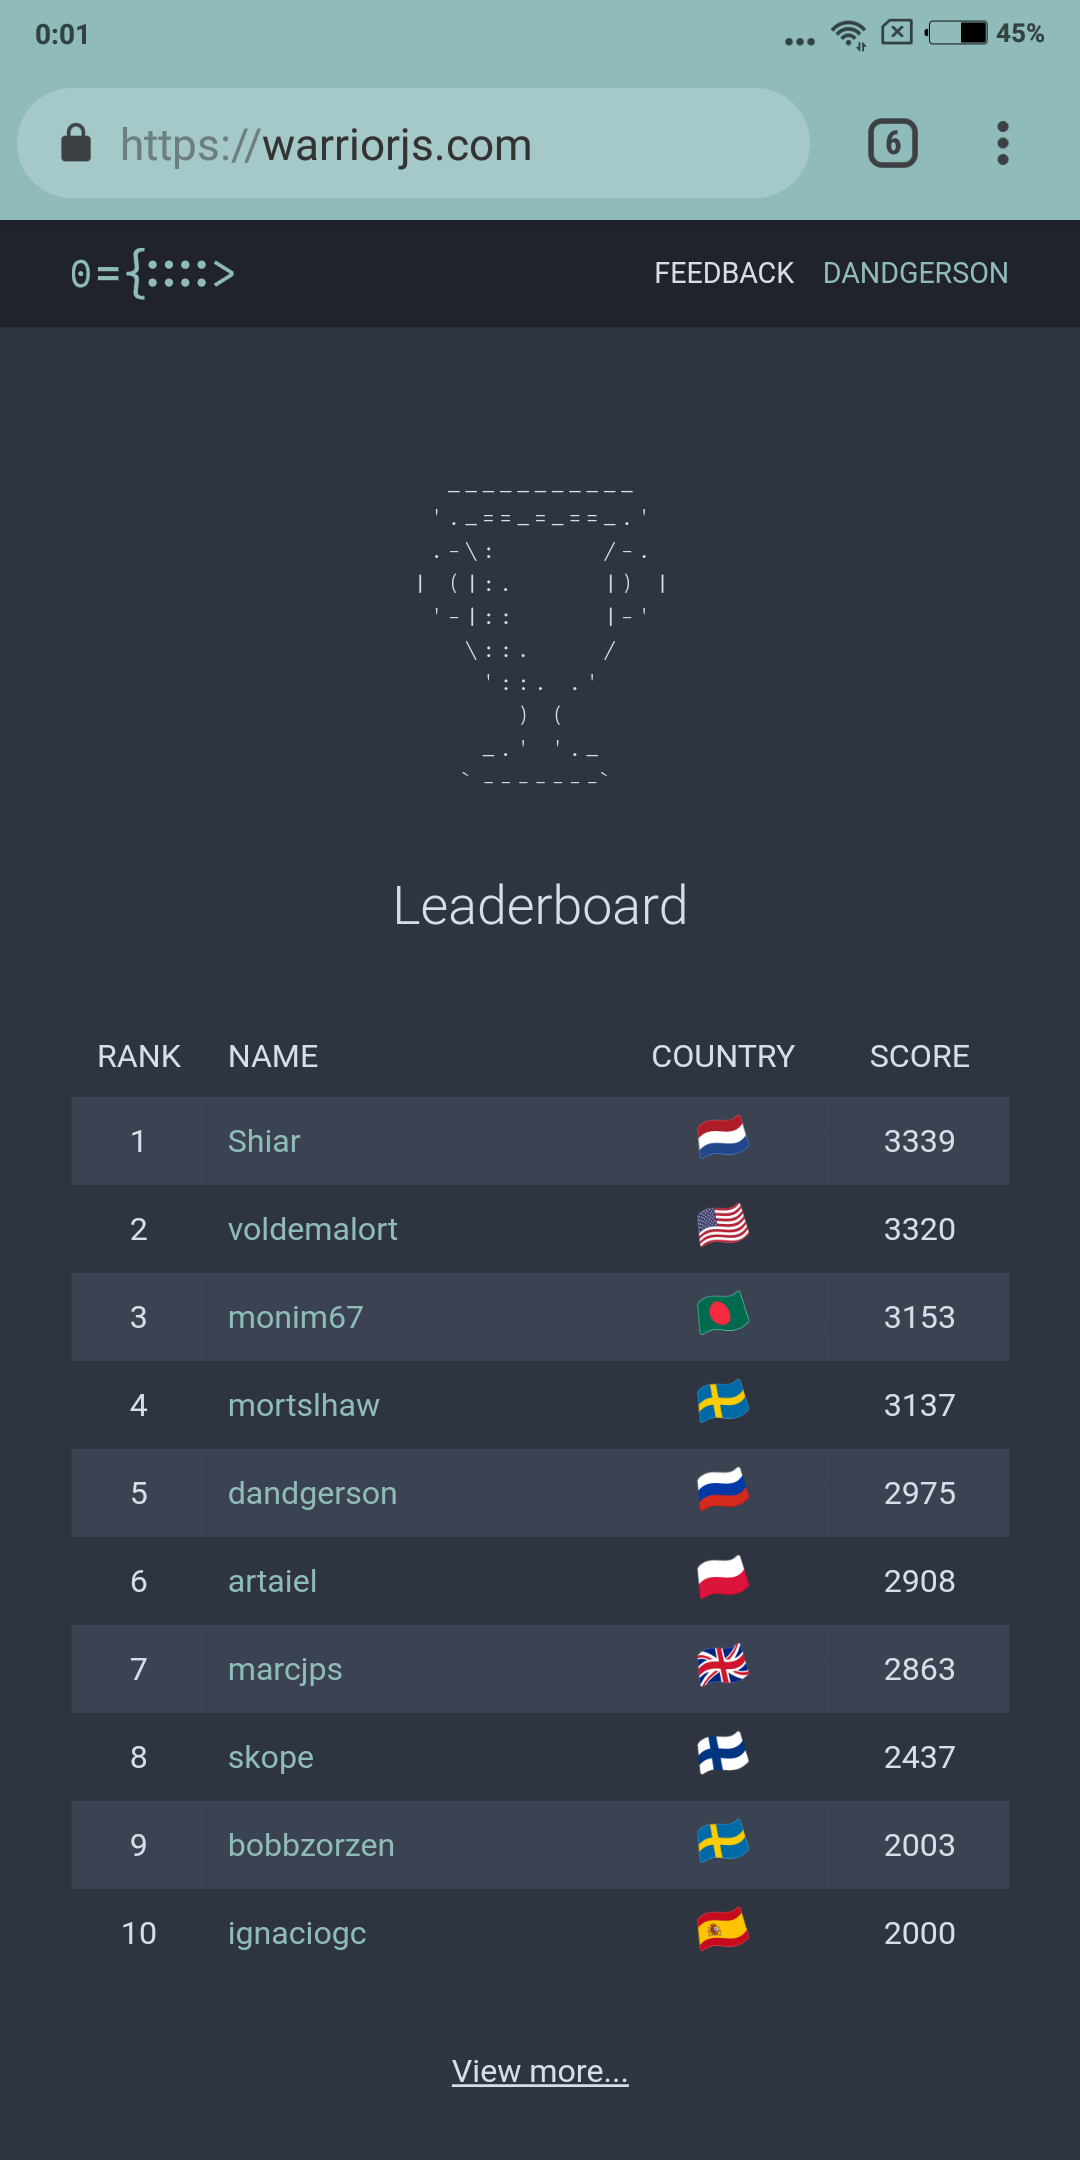 0:01 ... 45%
https://warriorjs.com 6
0={::::> FEEDBACK DANDGERSON
___________
'._==_=_==_.'
.-\:      /-.
| (|:.     |) |
'-|::     |-'
\::.    /
'::. .'
) (
_.' '._
`-------`
Leaderboard
RANK NAME COUNTRY SCORE
1 Shiar 3339
2 voldemalort 3320
3 monim67 3153
4 mortslhaw 3137
5 dandgerson 2975
6 artaiel 2908
7 marcjps 2863
8 skope 2437
9 bobbzorzen 2003
10 ignaciogc 2000
View more...